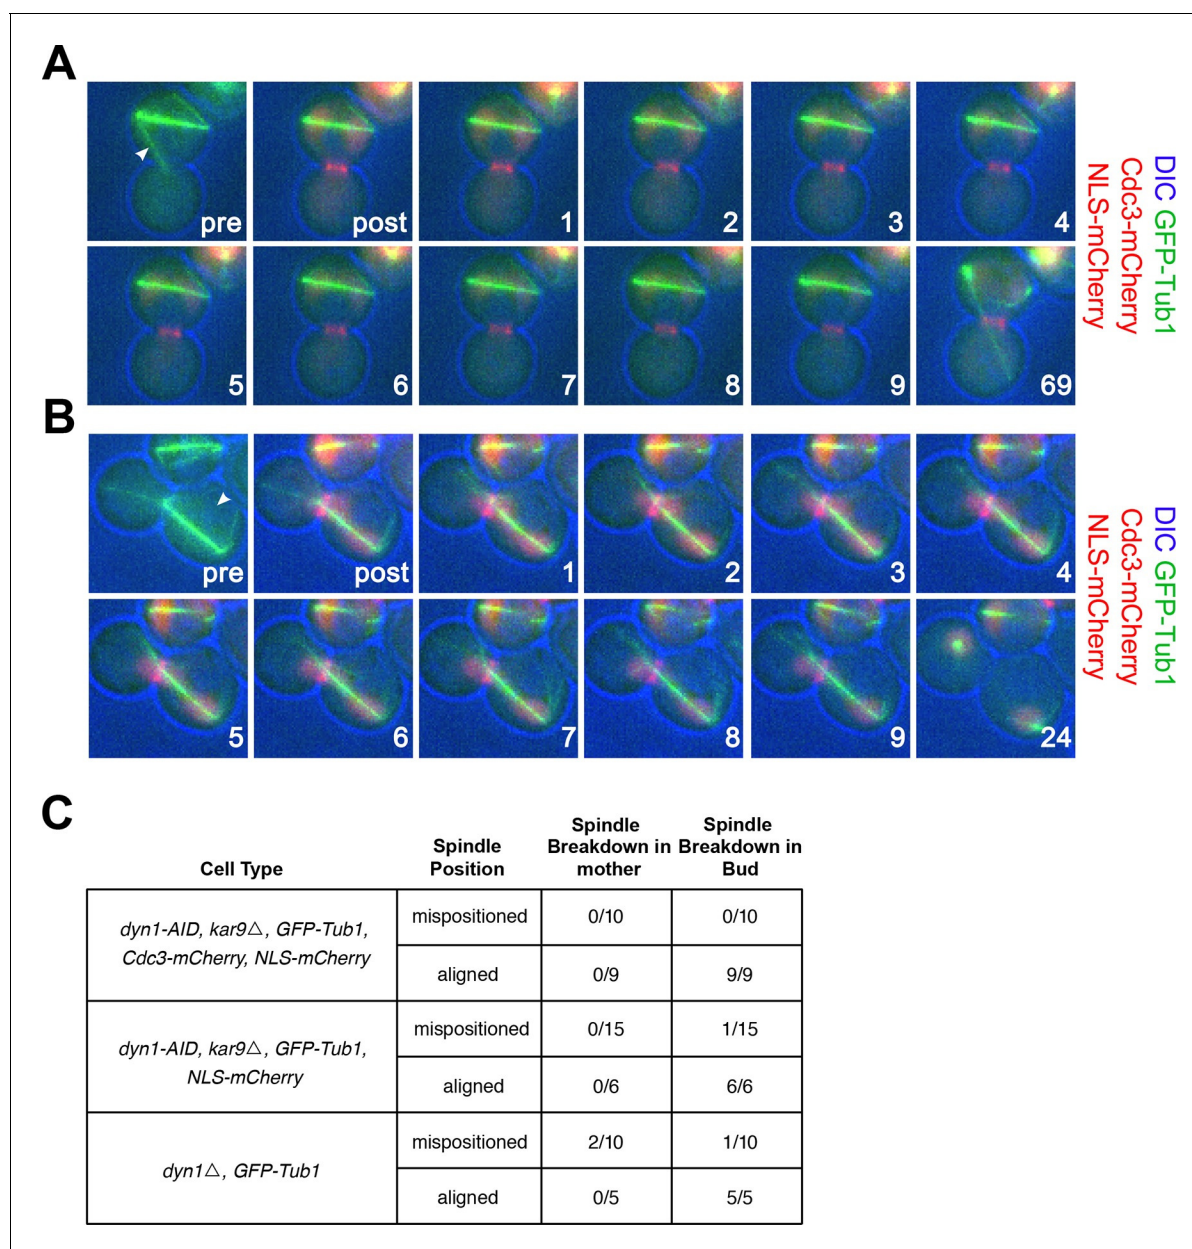 A
pre
post
1
2
3
4
5
6
7
8
9
69
DIC GFP-Tub1
Cdc3-mCherry
NLS-mCherry
B
pre
post
1
2
3
4
5
6
7
8
9
24
DIC GFP-Tub1
Cdc3-mCherry
NLS-mCherry
C
Cell Type
Spindle
Position
Spindle
Breakdown in
mother
Spindle
Breakdown in
Bud
dyn1-AID, kar9△, GFP-Tub1,
Cdc3-mCherry, NLS-mCherry
mispositioned 0/10 0/10
aligned 0/9 9/9
dyn1-AID, kar9△, GFP-Tub1,
NLS-mCherry
mispositioned 0/15 1/15
aligned 0/6 6/6
dyn1△, GFP-Tub1
mispositioned 2/10 1/10
aligned 0/5 5/5